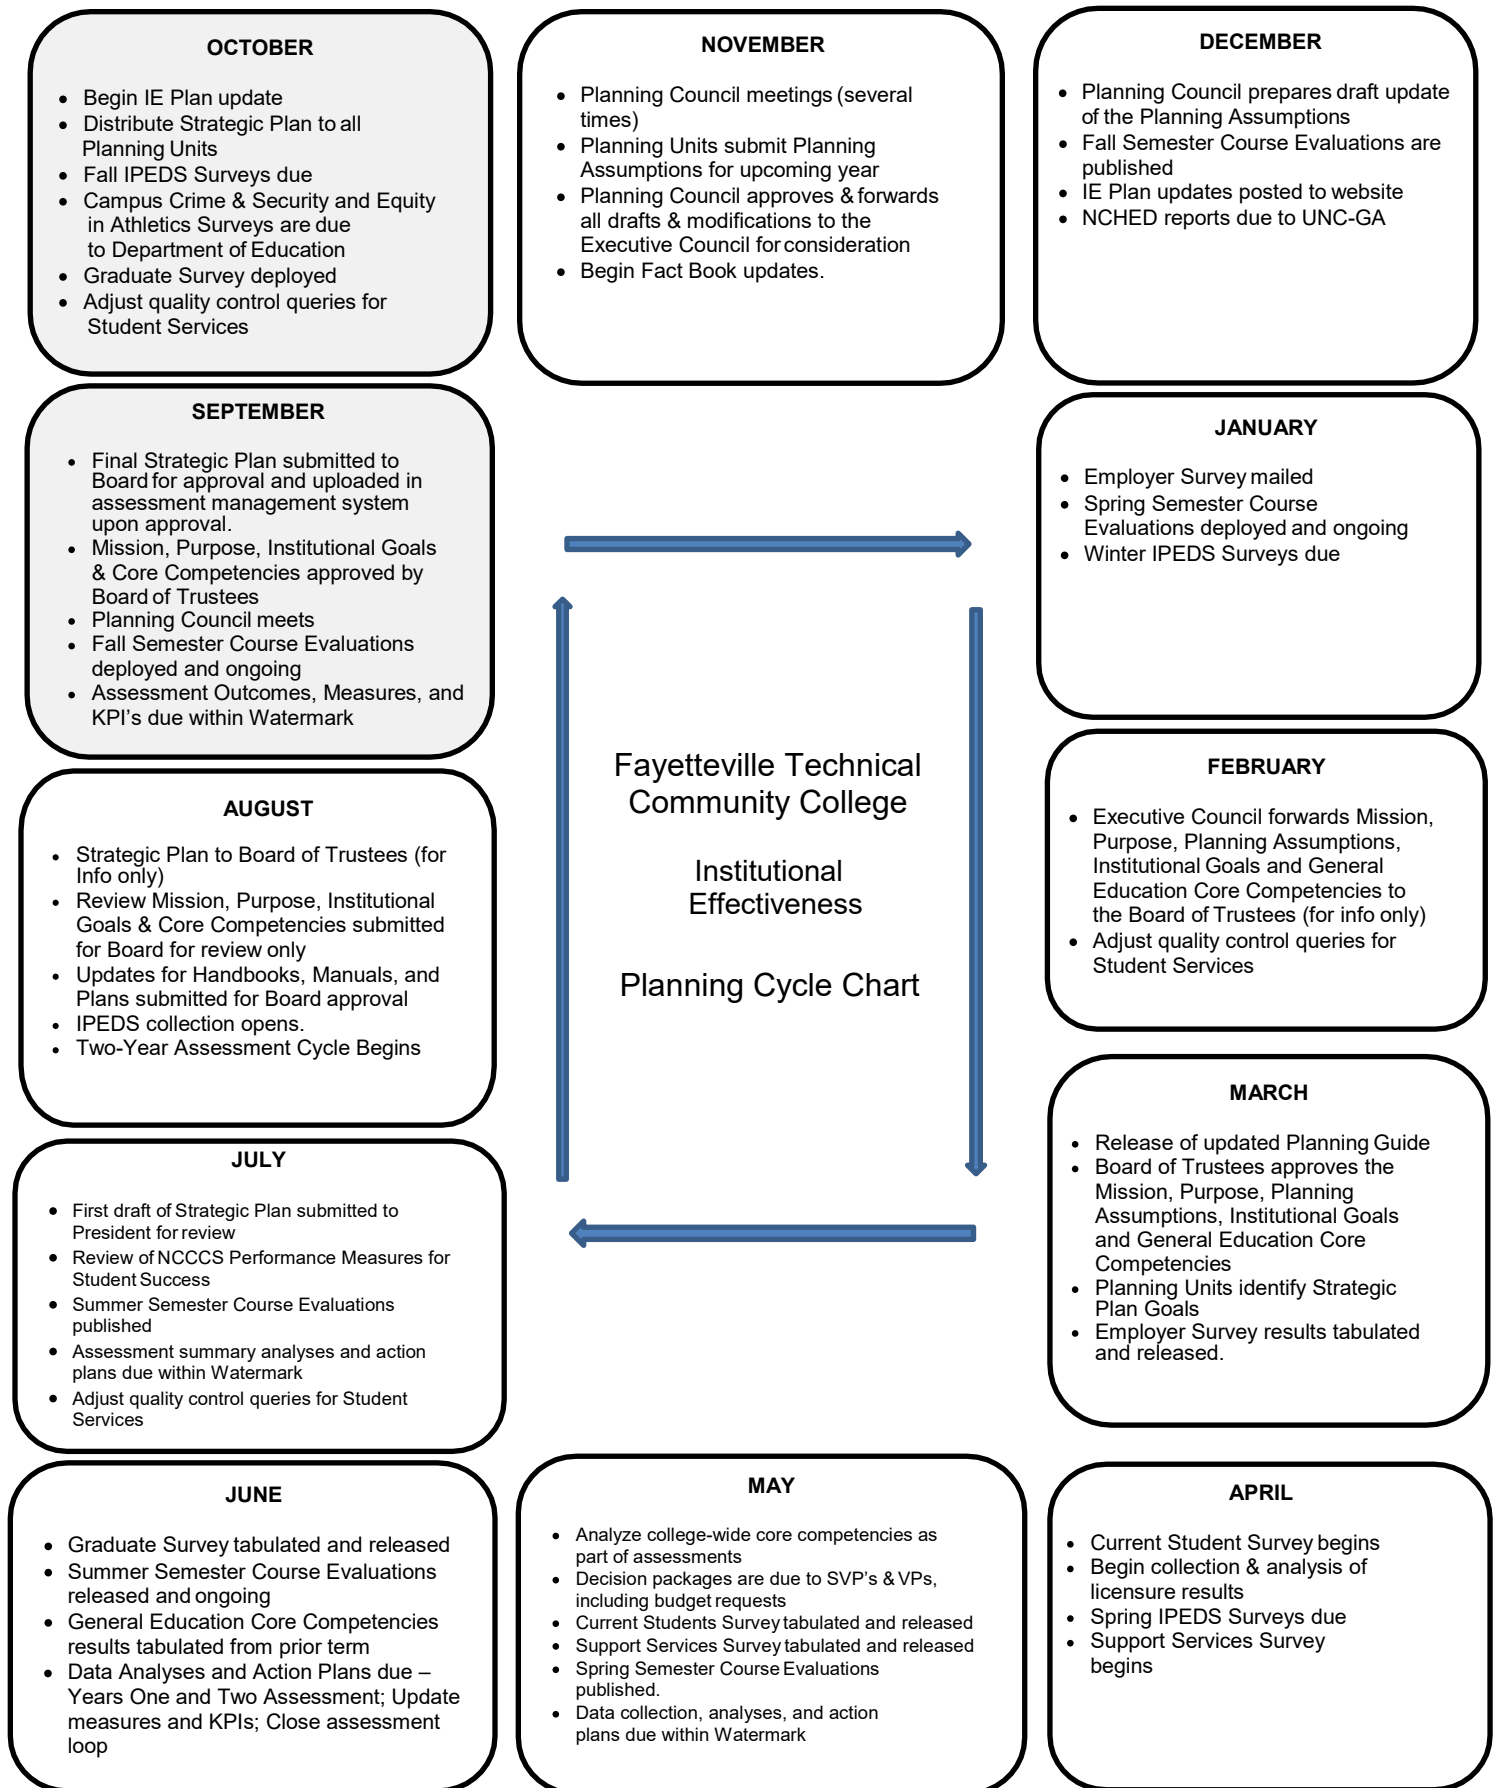 OCTOBER
• Begin IE Plan update
• Distribute Strategic Plan to all
Planning Units
• Fall IPEDS Surveys due
• Campus Crime & Security and Equity
in Athletics Surveys are due
to Department of Education
• Graduate Survey deployed
• Adjust quality control queries for
Student Services
NOVEMBER
• Planning Council meetings (several
times)
• Planning Units submit Planning
Assumptions for upcoming year
• Planning Council approves & forwards
all drafts & modifications to the
Executive Council for consideration
• Begin Fact Book updates.
DECEMBER
• Planning Council prepares draft update
of the Planning Assumptions
• Fall Semester Course Evaluations are
published
• IE Plan updates posted to website
• NCHED reports due to UNC-GA
SEPTEMBER
• Final Strategic Plan submitted to
Board for approval and uploaded in
assessment management system
upon approval.
• Mission, Purpose, Institutional Goals
& Core Competencies approved by
Board of Trustees
• Planning Council meets
• Fall Semester Course Evaluations
deployed and ongoing
• Assessment Outcomes, Measures, and
KPI’s due within Watermark
JANUARY
• Employer Survey mailed
• Spring Semester Course
Evaluations deployed and ongoing
• Winter IPEDS Surveys due
Fayetteville Technical
Community College
Institutional
Effectiveness
Planning Cycle Chart
FEBRUARY
• Executive Council forwards Mission,
Purpose, Planning Assumptions,
Institutional Goals and General
Education Core Competencies to
the Board of Trustees (for info only)
• Adjust quality control queries for
Student Services
AUGUST
• Strategic Plan to Board of Trustees (for
Info only)
• Review Mission, Purpose, Institutional
Goals & Core Competencies submitted
for Board for review only
• Updates for Handbooks, Manuals, and
Plans submitted for Board approval
• IPEDS collection opens.
• Two-Year Assessment Cycle Begins
MARCH
• Release of updated Planning Guide
• Board of Trustees approves the
Mission, Purpose, Planning
Assumptions, Institutional Goals
and General Education Core
Competencies
• Planning Units identify Strategic
Plan Goals
• Employer Survey results tabulated
and released.
JULY
• First draft of Strategic Plan submitted to
President for review
• Review of NCCCS Performance Measures for
Student Success
• Summer Semester Course Evaluations
published
• Assessment summary analyses and action
plans due within Watermark
• Adjust quality control queries for Student
Services
JUNE
• Graduate Survey tabulated and released
• Summer Semester Course Evaluations
released and ongoing
• General Education Core Competencies
results tabulated from prior term
• Data Analyses and Action Plans due –
Years One and Two Assessment; Update
measures and KPIs; Close assessment
loop
MAY
• Analyze college-wide core competencies as
part of assessments
• Decision packages are due to SVP’s & VPs,
including budget requests
• Current Students Survey tabulated and released
• Support Services Survey tabulated and released
• Spring Semester Course Evaluations
published.
• Data collection, analyses, and action
plans due within Watermark
APRIL
• Current Student Survey begins
• Begin collection & analysis of
licensure results
• Spring IPEDS Surveys due
• Support Services Survey
begins